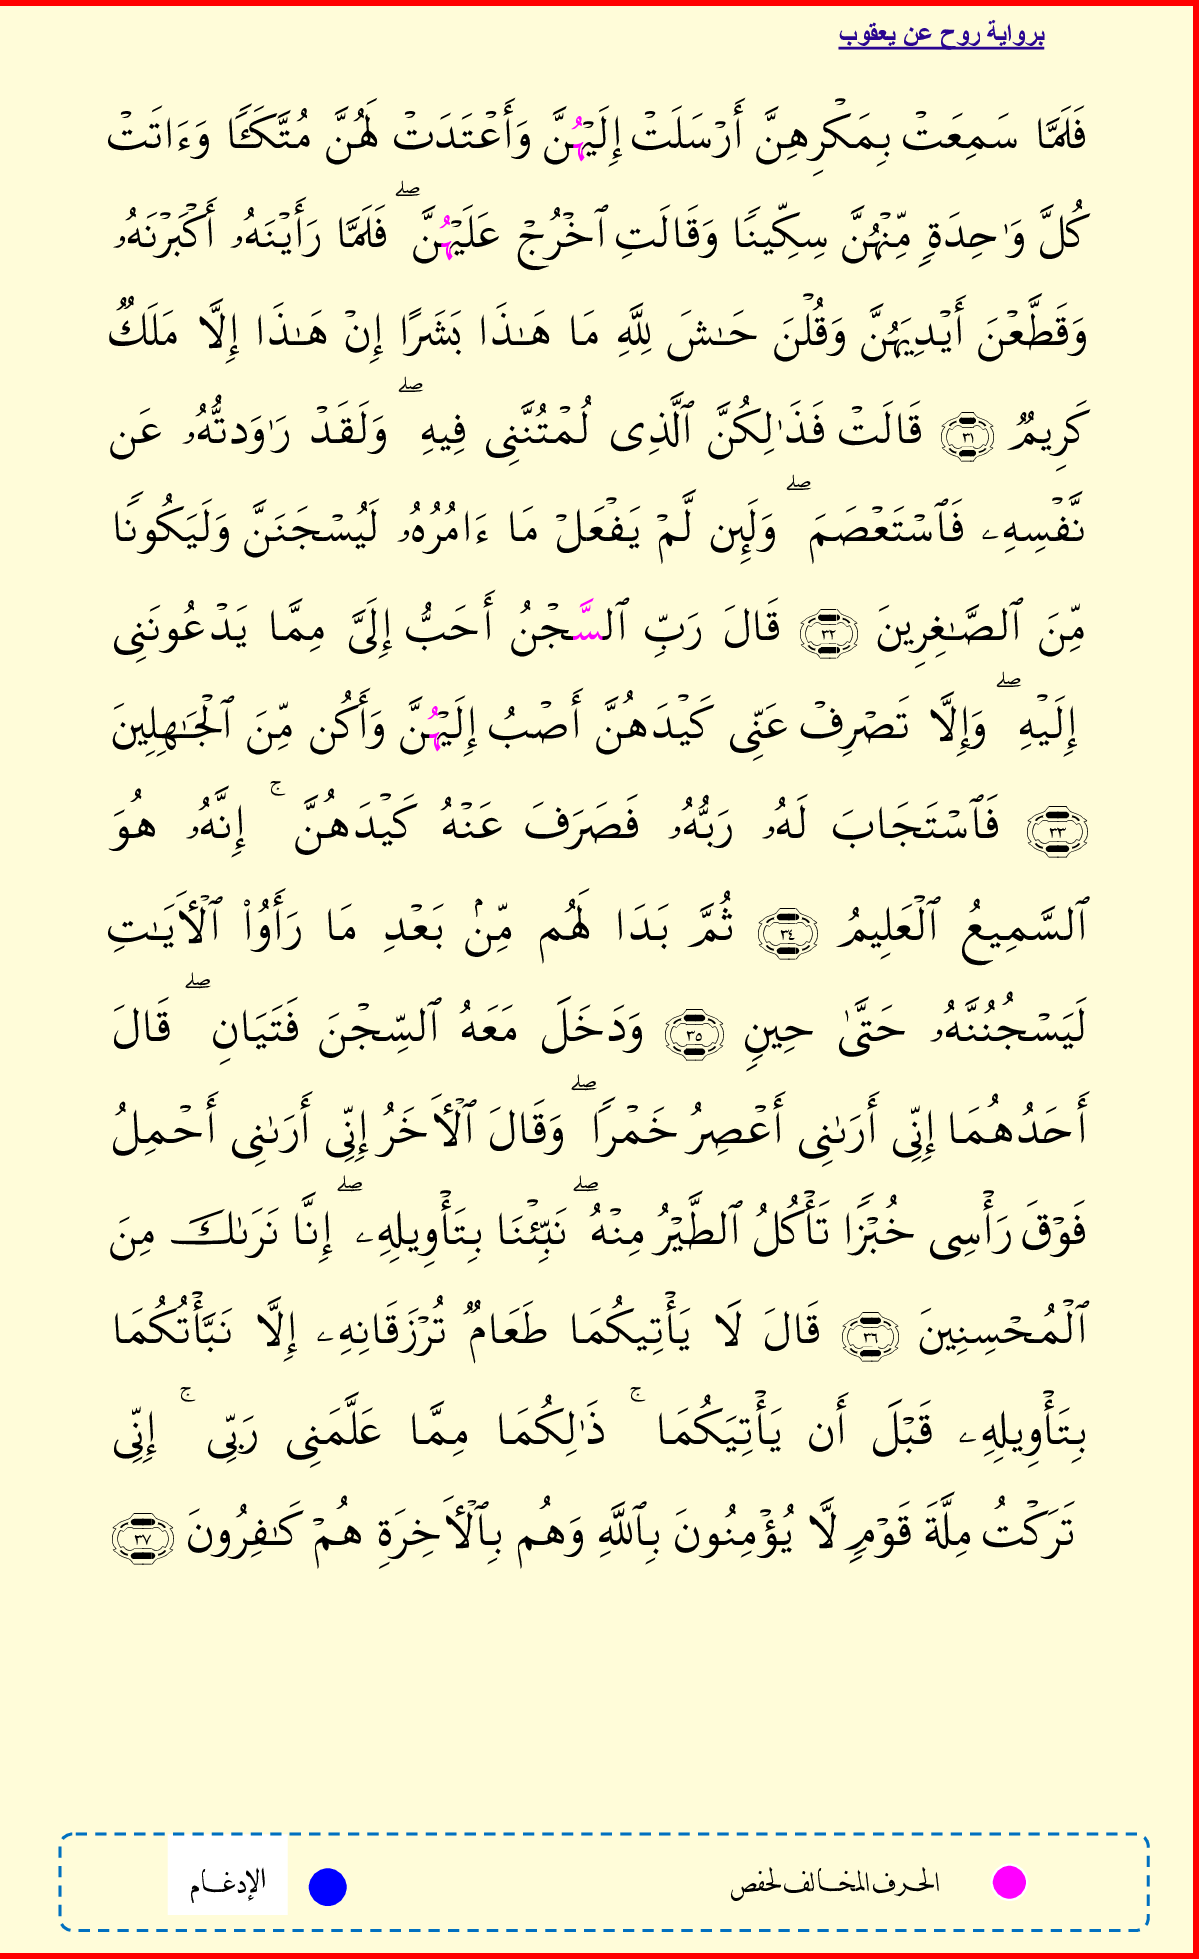 برواية روح عن يعقوب
فَلَمَّا سَمِعَتۡ بِمَكۡرِهِنَّ أَرۡسَلَتۡ إِلَيۡهُنَّ وَأَعۡتَدَتۡ لَهُنَّ مُتَّكَـٔٗا وَءَاتَتۡ
كُلَّ وَٰحِدَةٖ مِّنۡهُنَّ سِكِّينٗا وَقَالَتِ ٱخۡرُجۡ عَلَيۡهُنَّۖ فَلَمَّا رَأَيۡنَهُۥ أَكۡبَرۡنَهُۥ
وَقَطَّعۡنَ أَيۡدِيَهُنَّ وَقُلۡنَ حَٰشَ لِلَّهِ مَا هَٰذَا بَشَرًا إِنۡ هَٰذَا إِلَّا مَلَكٞ
كَرِيمٞ ٣١ قَالَتۡ فَذَٰلِكُنَّ ٱلَّذِي لُمۡتُنَّنِي فِيهِۖ وَلَقَدۡ رَٰوَدتُّهُۥ عَن
نَّفۡسِهِۦ فَٱسۡتَعۡصَمَۖ وَلَئِن لَّمۡ يَفۡعَلۡ مَا ءَامُرُهُۥ لَيُسۡجَنَنَّ وَلَيَكُونٗا
مِّنَ ٱلصَّٰغِرِينَ ٣٢ قَالَ رَبِّ ٱلسَّجۡنُ أَحَبُّ إِلَيَّ مِمَّا يَدۡعُونَنِي
إِلَيۡهِۖ وَإِلَّا تَصۡرِفۡ عَنِّي كَيۡدَهُنَّ أَصۡبُ إِلَيۡهُنَّ وَأَكُن مِّنَ ٱلۡجَٰهِلِينَ
٣٣ فَٱسۡتَجَابَ لَهُۥ رَبُّهُۥ فَصَرَفَ عَنۡهُ كَيۡدَهُنَّۚ إِنَّهُۥ هُوَ
ٱلسَّمِيعُ ٱلۡعَلِيمُ ٣٤ ثُمَّ بَدَا لَهُم مِّنۢ بَعۡدِ مَا رَأَوُاْ ٱلۡأٓيَٰتِ
لَيَسۡجُنُنَّهُۥ حَتَّىٰ حِينٖ ٣٥ وَدَخَلَ مَعَهُ ٱلسِّجۡنَ فَتَيَانِۖ قَالَ
أَحَدُهُمَا إِنِّي أَرَىٰنِي أَعۡصِرُ خَمۡرٗاۖ وَقَالَ ٱلۡأٓخَرُ إِنِّي أَرَىٰنِي أَحۡمِلُ
فَوۡقَ رَأۡسِي خُبۡزٗا تَأۡكُلُ ٱلطَّيۡرُ مِنۡهُۖ نَبِّئۡنَا بِتَأۡوِيلِهِۦۖ إِنَّا نَرَىٰكَ مِنَ
ٱلۡمُحۡسِنِينَ ٣٦ قَالَ لَا يَأۡتِيكُمَا طَعَامٞ تُرۡزَقَانِهِۦ إِلَّا نَبَّأۡتُكُمَا
بِتَأۡوِيلِهِۦ قَبۡلَ أَن يَأۡتِيَكُمَاۚ ذَٰلِكُمَا مِمَّا عَلَّمَنِي رَبِّيۚ إِنِّي
تَرَكۡتُ مِلَّةَ قَوۡمٖ لَّا يُؤۡمِنُونَ بِٱللَّهِ وَهُم بِٱلۡأٓخِرَةِ هُمۡ كَٰفِرُونَ ٣٧
الحرف المخالف لحفص الإدغام